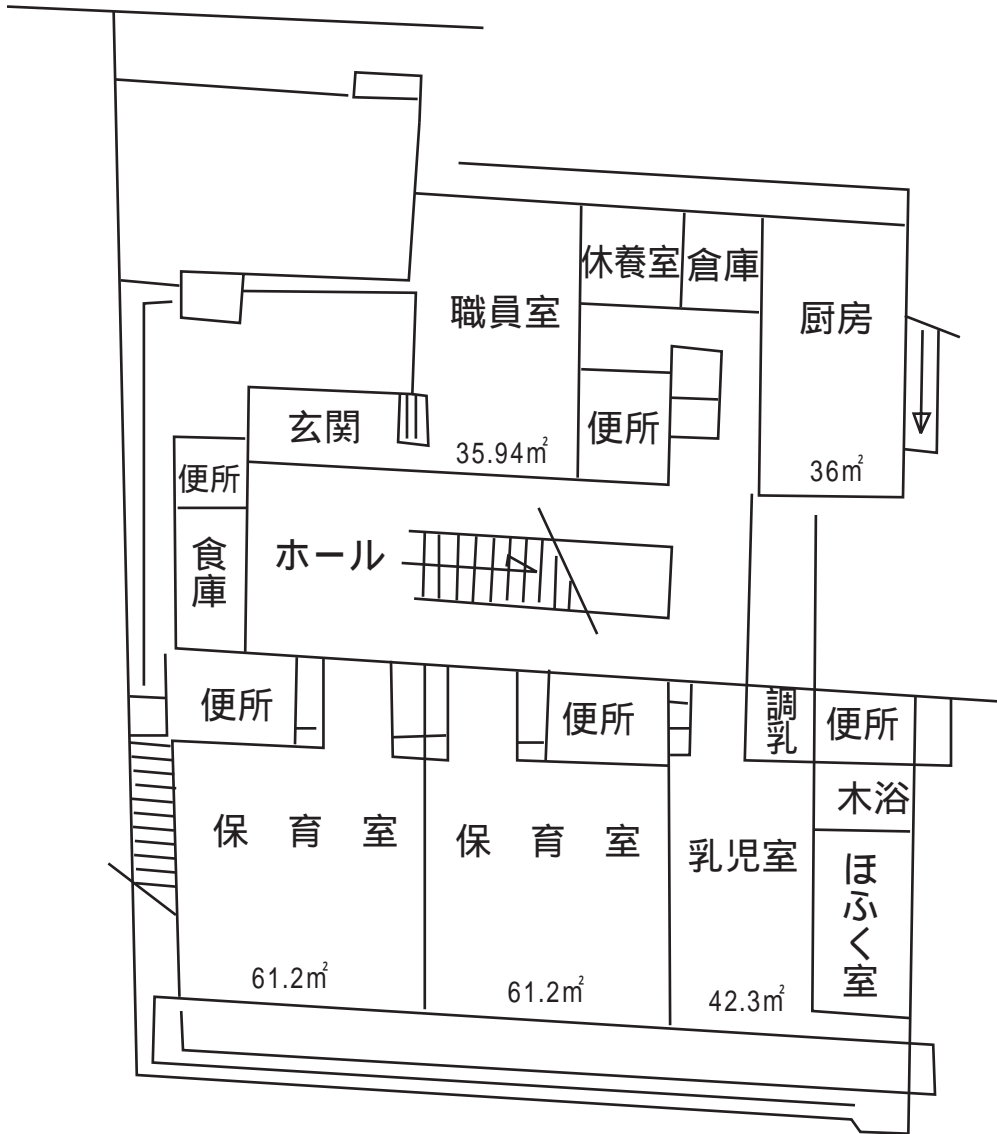 休養室
倉庫
職員室
厨房
玄関
便所
35.94㎡
36㎡
便所
食庫
ホール
便所
便所
調乳
便所
木浴
保育室
保育室
乳児室
ほふく室
61.2㎡
61.2㎡
42.3㎡